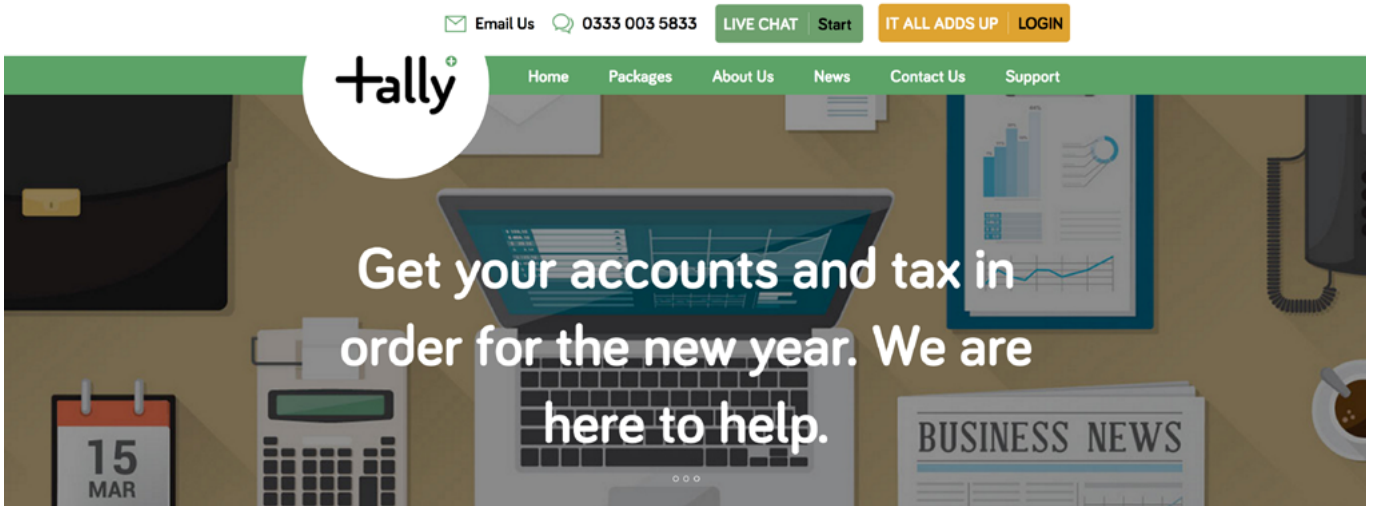 Email Us
0333 003 5833
LIVE CHAT Start
IT ALL ADDS UP LOGIN
tally
Home Packages About Us News Contact Us Support
Get your accounts and tax in
order for the new year. We are
here to help.
15
MAR
BUSINESS NEWS